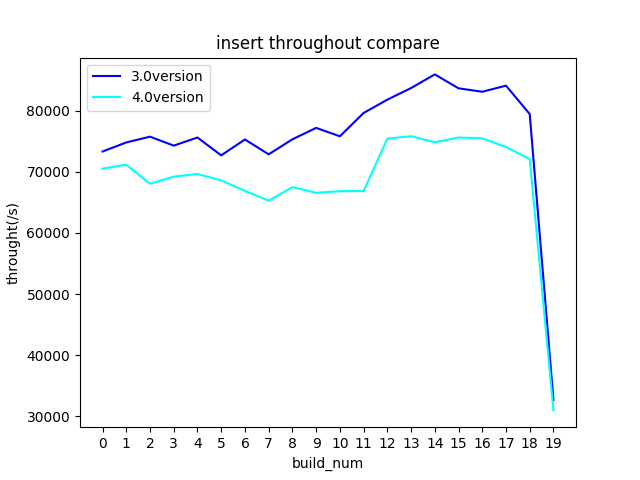 insert throughout compare
3.0version
4.0version
80000
70000
60000
50000
40000
30000
throught(/s)
0 1 2 3 4 5 6 7 8 9 10 11 12 13 14 15 16 17 18 19
build_num